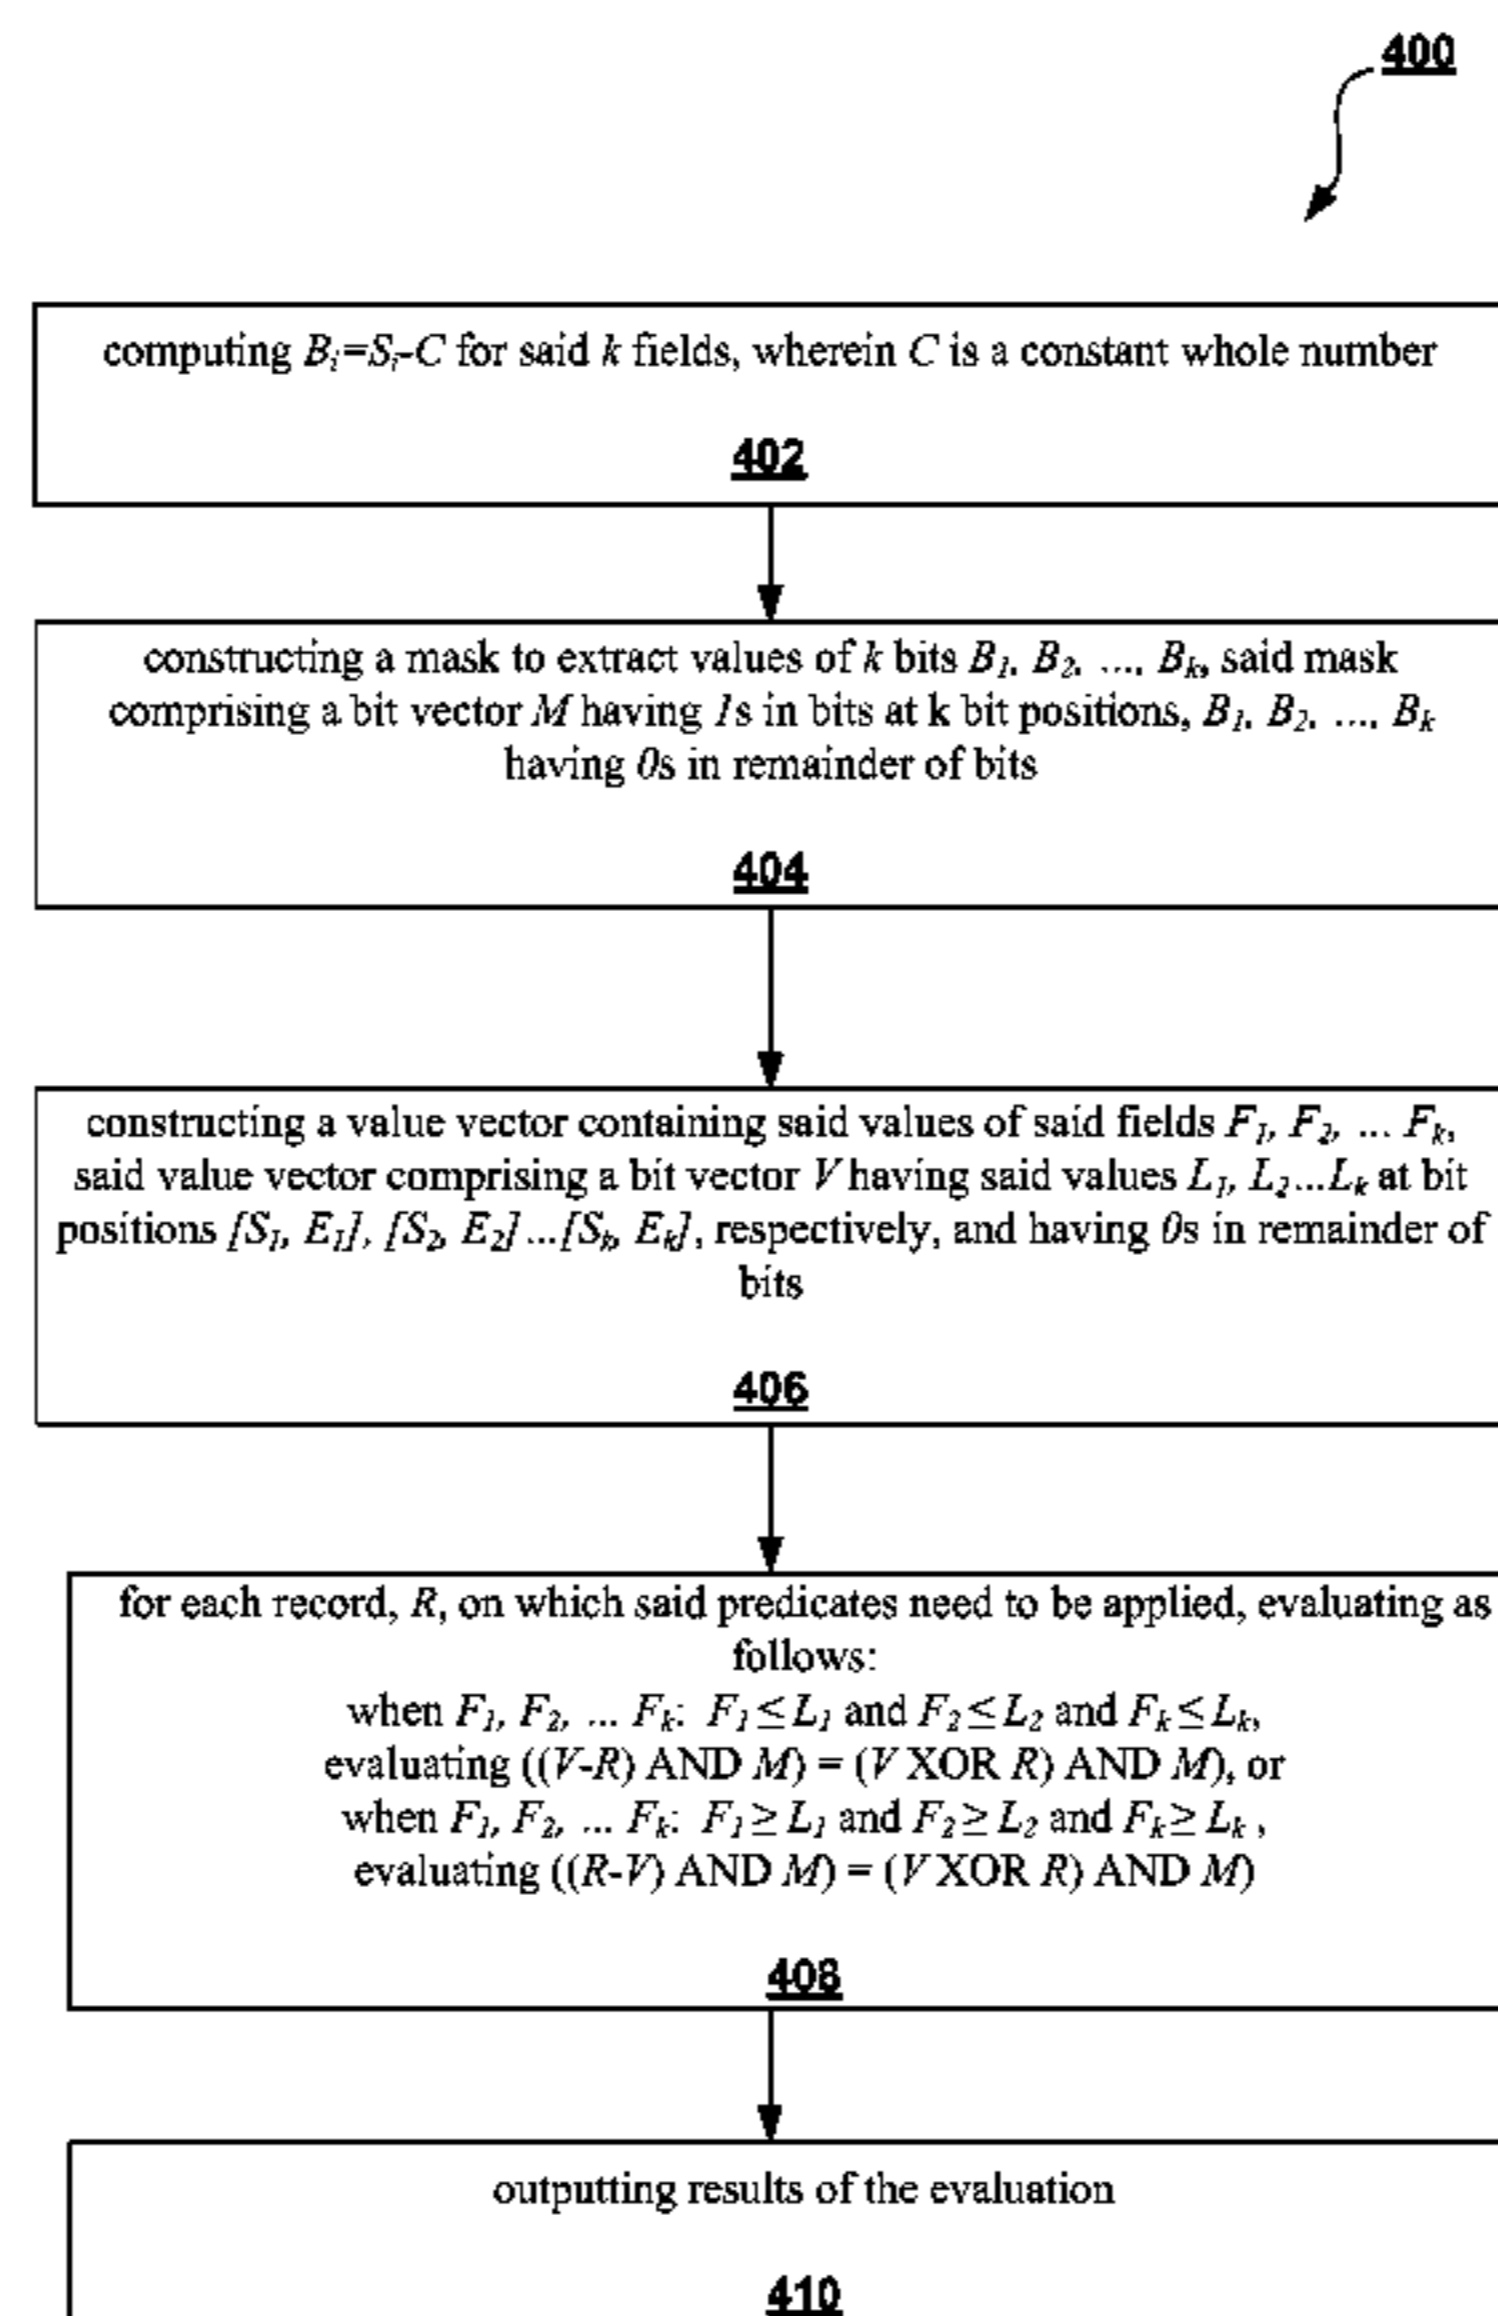 400
computing Bᵢ=Sᵢ-C for said k fields, wherein C is a constant whole number
402
constructing a mask to extract values of k bits B₁, B₂, ..., Bₖ, said mask
comprising a bit vector M having 1s in bits at k bit positions, B₁, B₂, ..., Bₖ
having 0s in remainder of bits
404
constructing a value vector containing said values of said fields F₁, F₂, ... Fₖ,
said value vector comprising a bit vector V having said values L₁, L₂...Lₖ at bit
positions [S₁, E₁], [S₂, E₂]...[Sₖ, Eₖ], respectively, and having 0s in remainder of
bits
406
for each record, R, on which said predicates need to be applied, evaluating as
follows:
when F₁, F₂, ... Fₖ: F₁≤L₁ and F₂≤L₂ and Fₖ≤Lₖ,
evaluating ((V-R) AND M) = (V XOR R) AND M), or
when F₁, F₂, ... Fₖ: F₁≥L₁ and F₂≥L₂ and Fₖ≥Lₖ ,
evaluating ((R-V) AND M) = (V XOR R) AND M)
408
outputting results of the evaluation
410